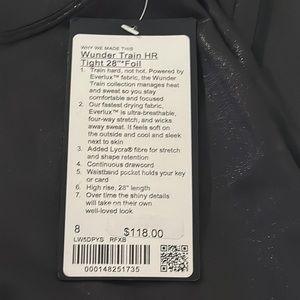 WHY WE MADE THIS
Wunder Train HR
Tight 28"*Foil
1. Train hard, not hot. Powered by
Everlux™ fabric, the Wunder
Train collection manages heat
and sweat so you stay
comfortable and focused
2. Our fastest drying fabric,
Everlux™ is ultra-breathable,
four-way stretch, and wicks
away sweat. It feels soft on
the outside and cool and sleek
next to skin
3. Added Lycra® fibre for stretch
and shape retention
4. Continuous drawcord
5. Waistband pocket holds your key
or card
6. High rise, 28" length
7. Over time the shiny details
will take on their own
well-loved look
8 $118.00
LW5DPYS RFXB
000148251735